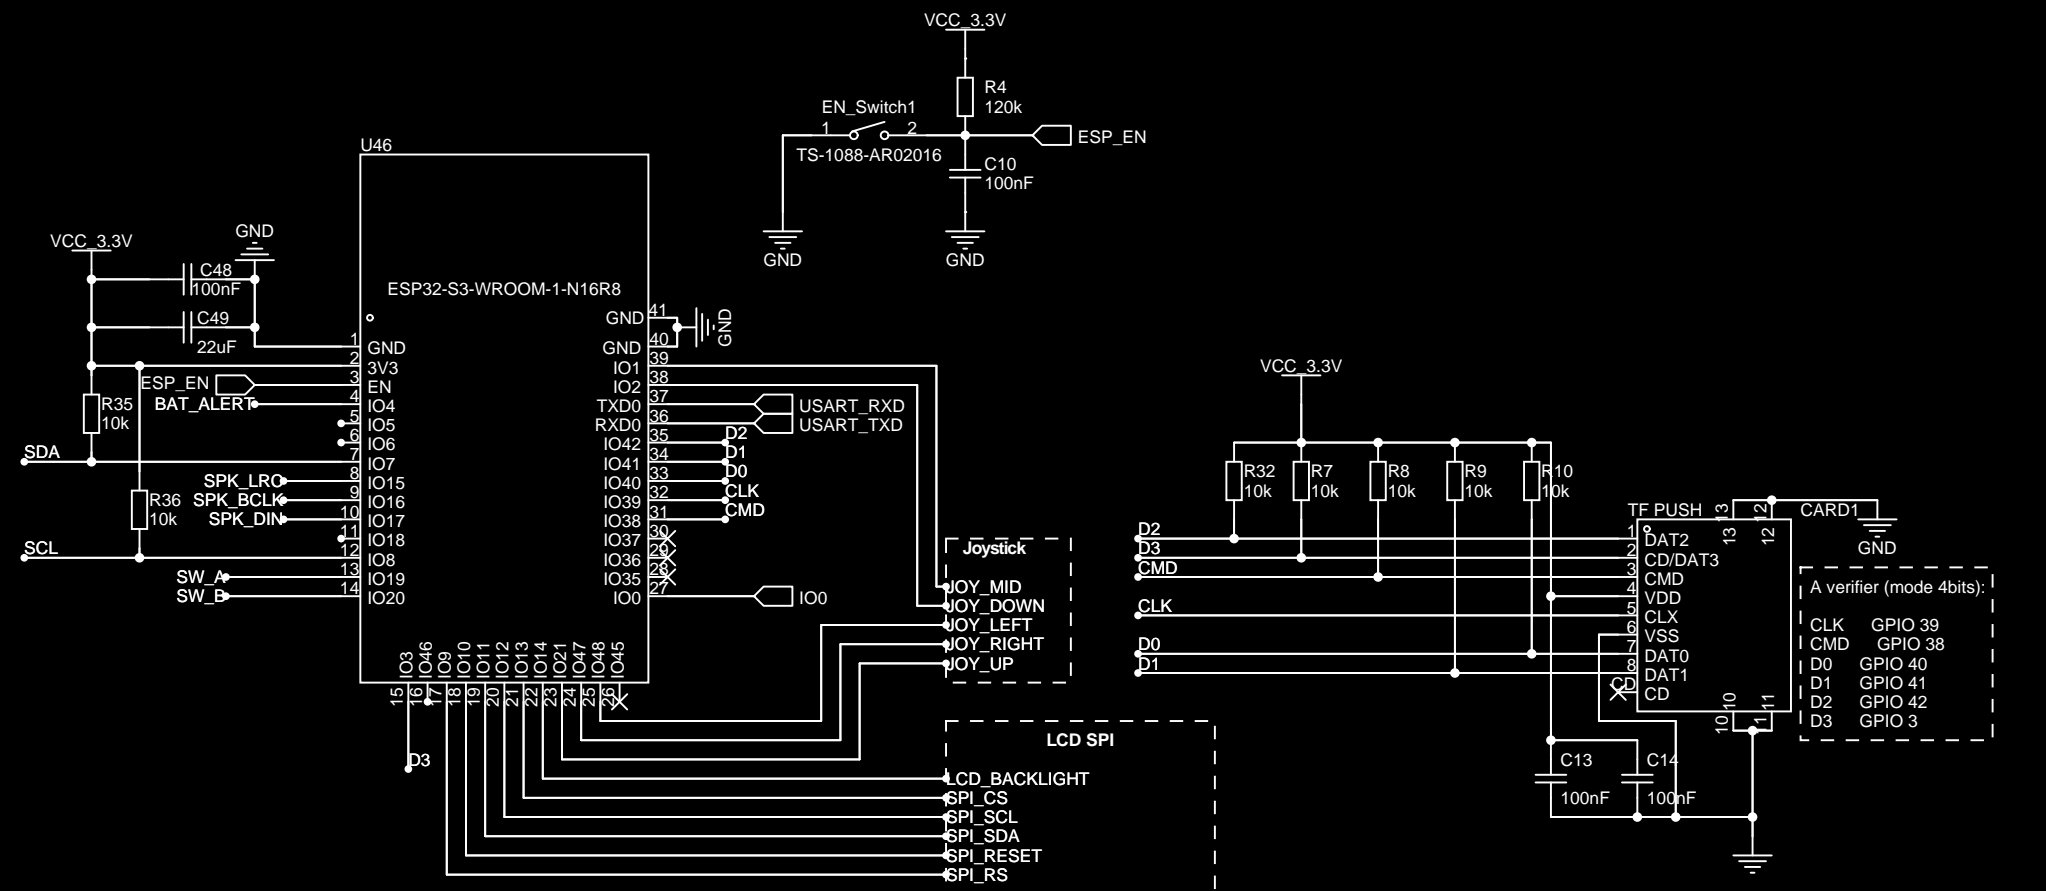 VCC_3.3V
R4
120k
EN_Switch1
1 2
TS-1088-AR02016
ESP_EN
C10
100nF
GND
GND
U46
ESP32-S3-WROOM-1-N16R8
VCC_3.3V
GND
C48
100nF
C49
22uF
R35
10k
R36
10k
ESP_EN
BAT_ALERT
SDA
SPK_LRC
SPK_BCLK
SPK_DIN
SCL
SW_A
SW_B
1 GND
2 3V3
3 EN
4 IO4
5 IO5
6 IO6
7 IO7
8 IO15
9 IO16
10 IO17
11 IO18
12 IO8
13 IO19
14 IO20
GND 41
GND 40
GND
IO1 39
IO2 38
TXD0 37 USART_RXD
RXD0 36 USART_TXD
IO42 35 D2
IO41 34 D1
IO40 33 D0
IO39 32 CLK
IO38 31 CMD
IO37 30
IO36 29
IO35 28
IO0 27 IO0
IO3 15
IO46 16
IO9 17
IO10 18
IO11 19
IO12 20
IO13 21
IO14 22
IO21 23
IO47 24
IO48 25
IO45 26
D3
Joystick
JOY_MID
JOY_DOWN
JOY_LEFT
JOY_RIGHT
JOY_UP
LCD SPI
LCD_BACKLIGHT
SPI_CS
SPI_SCL
SPI_SDA
SPI_RESET
SPI_RS
VCC_3.3V
R32
10k
R7
10k
R8
10k
R9
10k
R10
10k
TF PUSH
CARD1
13 12
13 12
GND
D2
D3
CMD
CLK
D0
D1
1 DAT2
2 CD/DAT3
3 CMD
4 VDD
5 CLX
6 VSS
7 DAT0
8 DAT1
CD CD
10 11
10 1
C13
100nF
C14
100nF
A verifier (mode 4bits):
CLK GPIO 39
CMD GPIO 38
D0 GPIO 40
D1 GPIO 41
D2 GPIO 42
D3 GPIO 3